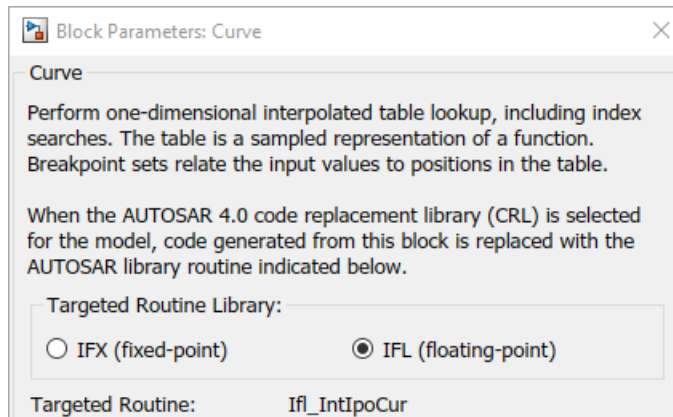 Block Parameters: Curve
Curve
Perform one-dimensional interpolated table lookup, including index
searches. The table is a sampled representation of a function.
Breakpoint sets relate the input values to positions in the table.
When the AUTOSAR 4.0 code replacement library (CRL) is selected
for the model, code generated from this block is replaced with the
AUTOSAR library routine indicated below.
Targeted Routine Library:
IFX (fixed-point) IFL (floating-point)
Targeted Routine: Ifl_IntIpoCur